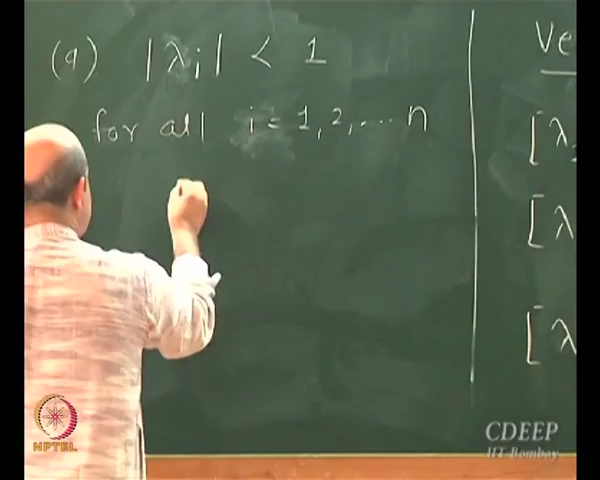 (a) |λi| < 1
for all i = 1, 2, ... n
Ve
[λ
[λ
[λ
NPTEL
CDEEP
IIT Bombay